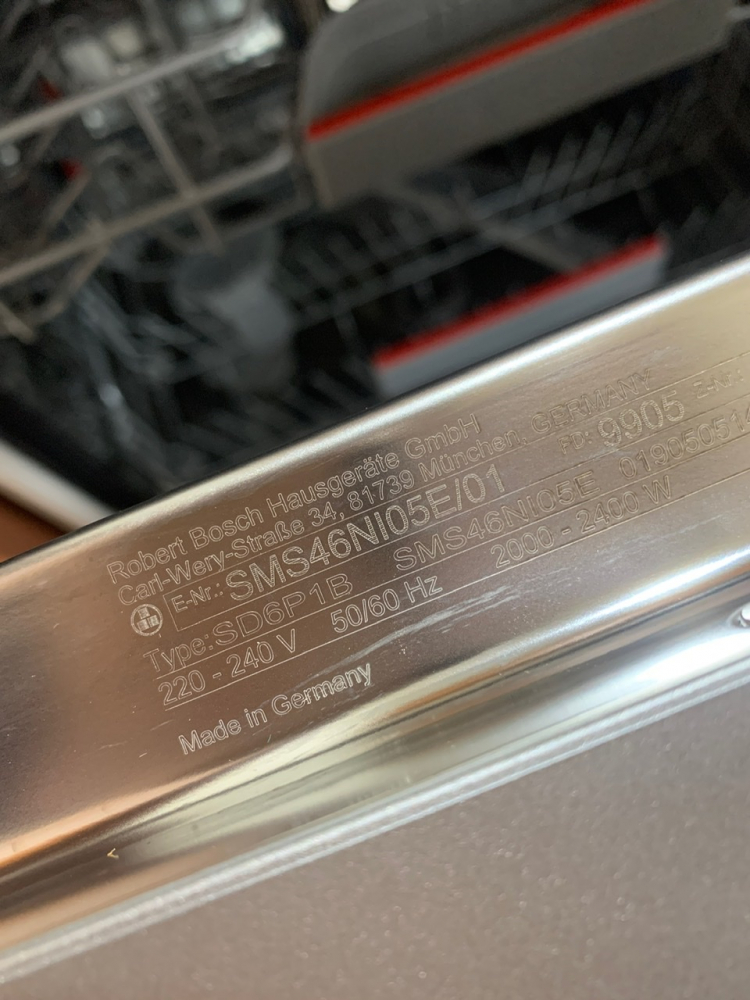 Robert Bosch Hausgeräte GmbH
Carl-Wery-Straße 34, 81739 München, GERMANY
E-Nr.: SMS46NI05E/01 FD: 9905 Z-Nr.
Type: SD6P1B SMS46NI05E
220 - 240 V 50/60 Hz 2000 - 2400 W
Made in Germany